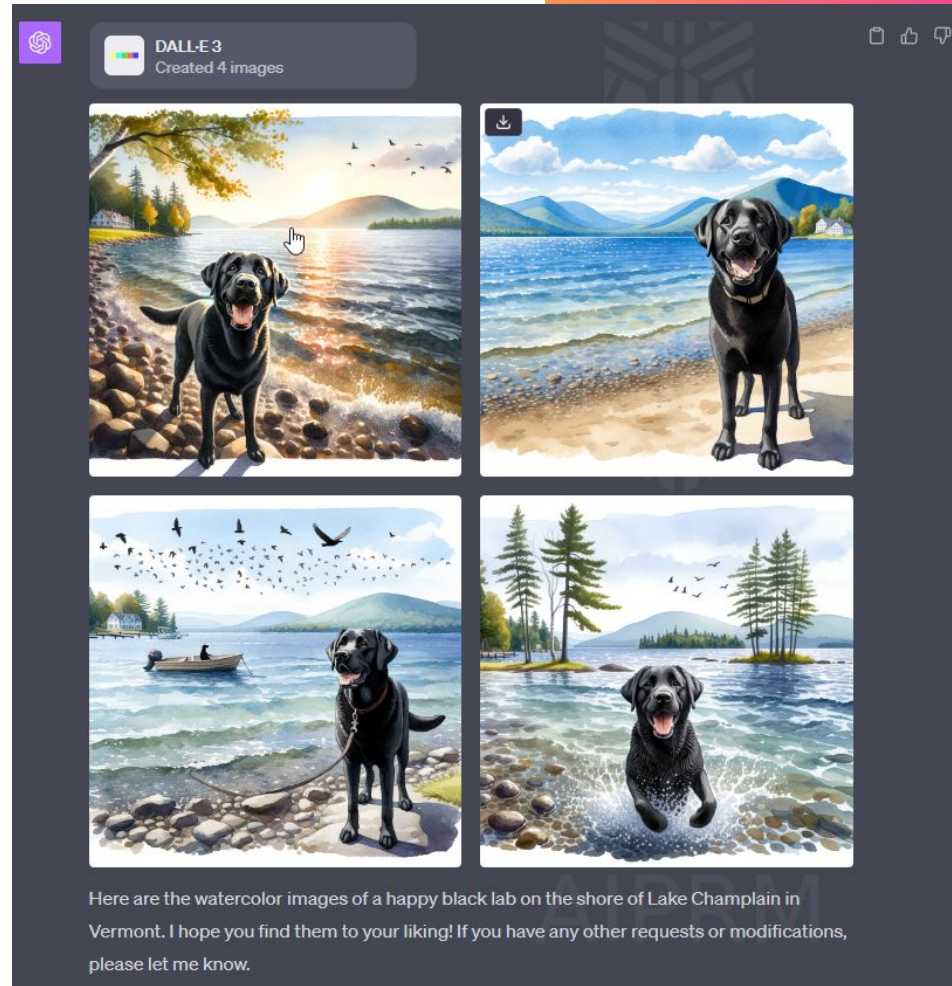 DALL·E 3
Created 4 images
Here are the watercolor images of a happy black lab on the shore of Lake Champlain in
Vermont. I hope you find them to your liking! If you have any other requests or modifications,
please let me know.
AIPRM